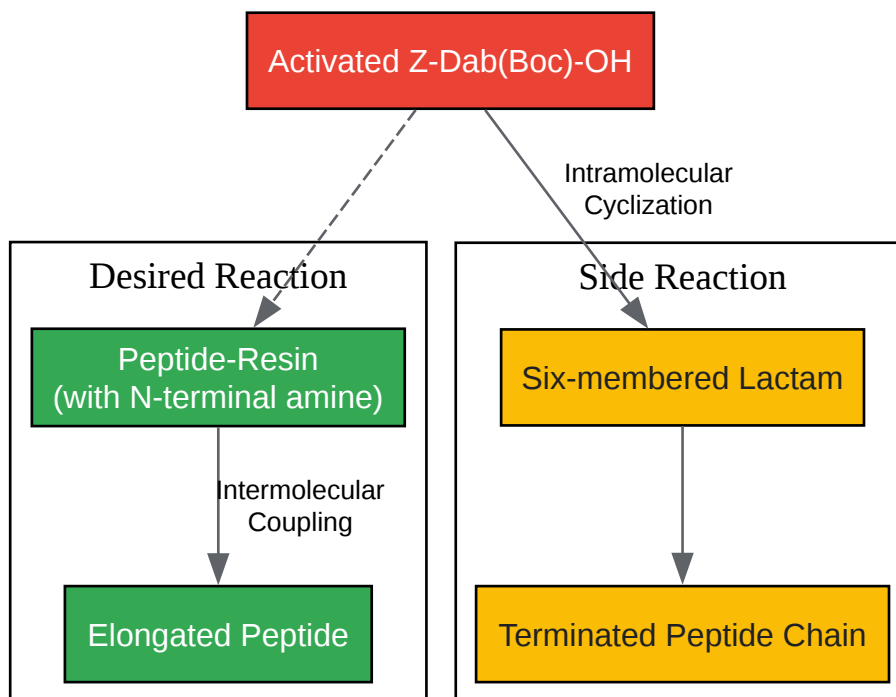 Activated Z-Dab(Boc)-OH
Intramolecular
Cyclization
Desired Reaction
Side Reaction
Peptide-Resin
(with N-terminal amine)
Six-membered Lactam
Intermolecular
Coupling
Elongated Peptide
Terminated Peptide Chain